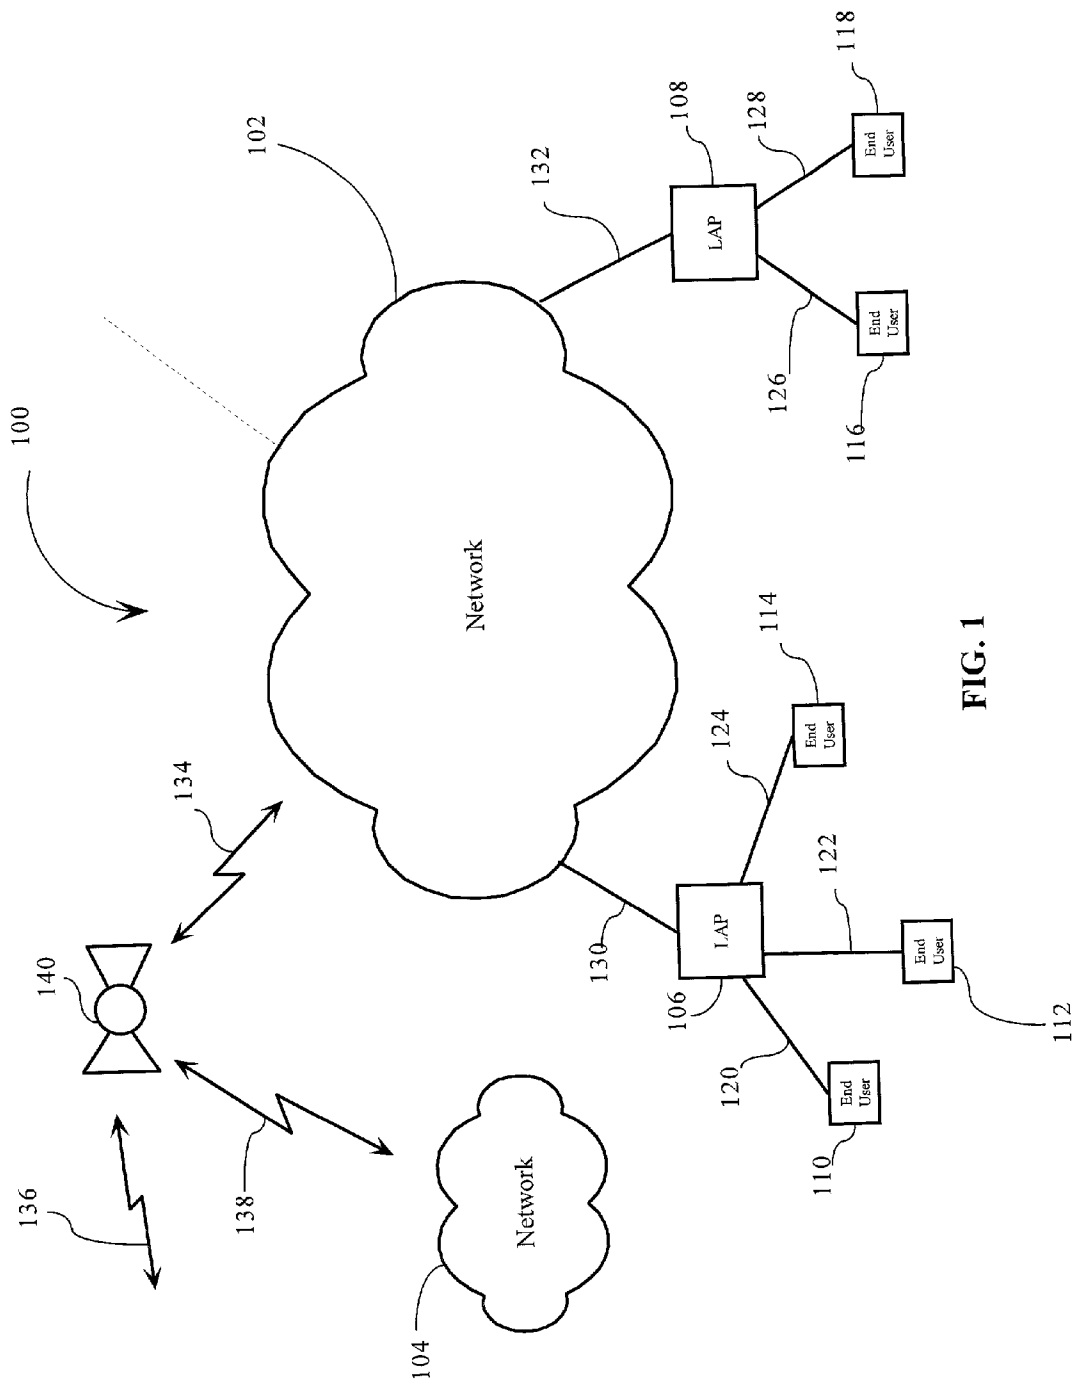 136
100
140
134
138
102
104
Network
Network
132
130
106
108
LAP
LAP
120
124
128
114
126
End
User
110
122
118
116
End
User
End
User
End
User
End
User
FIG. 1
112